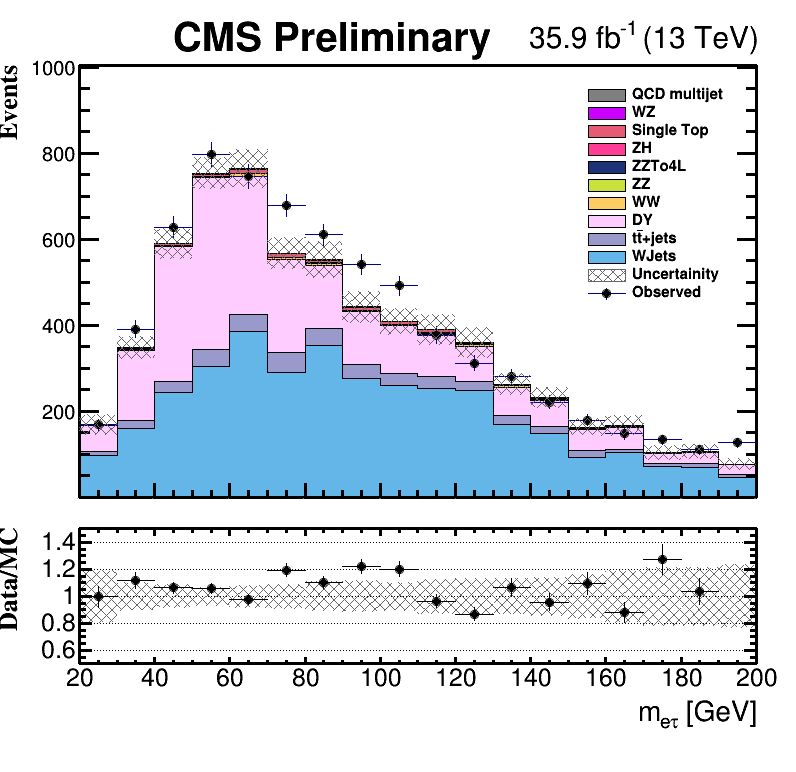 CMS Preliminary 35.9 fb⁻¹ (13 TeV)
Events
1000
800
600
400
200
QCD multijet
WZ
Single Top
ZH
ZZTo4L
ZZ
WW
DY
tt̄+jets
WJets
Uncertainity
Observed
Data/MC
1.4
1.2
1
0.8
0.6
20 40 60 80 100 120 140 160 180 200
m_eτ [GeV]